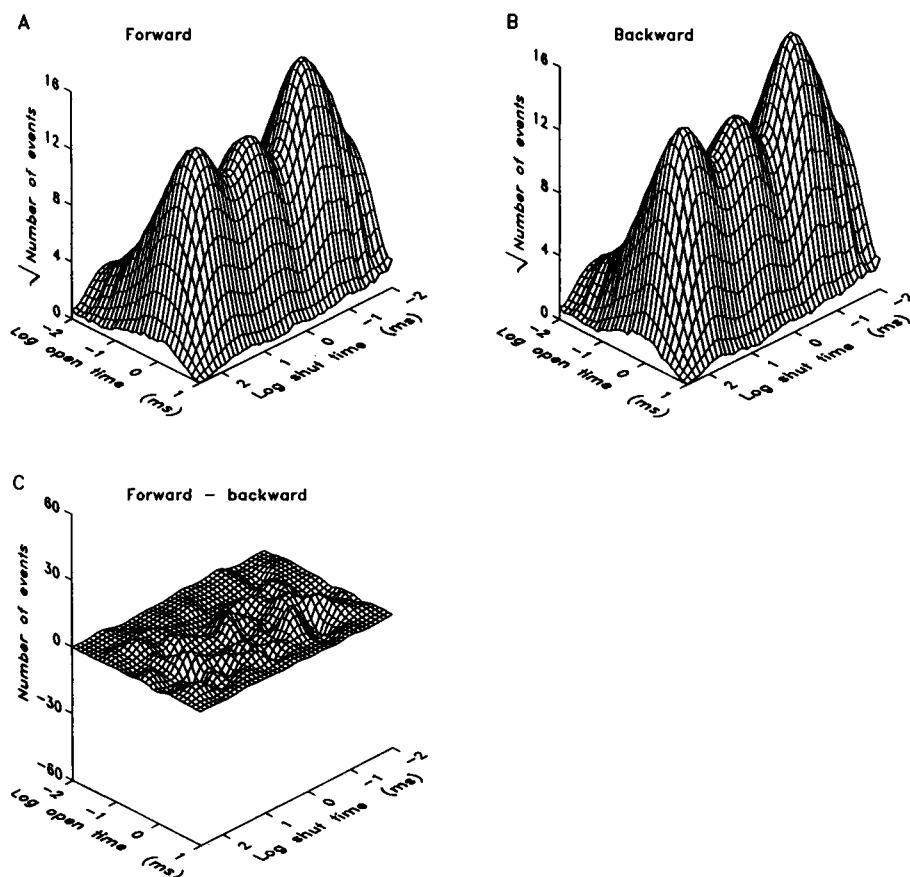 A
Forward
16
12
8
4
0
√ Number of events
-2
-1
0
1
Log open time (ms)
2
1
0
-1
-2
Log shut time (ms)
B
Backward
16
12
8
4
0
√ Number of events
-2
-1
0
1
Log open time (ms)
2
1
0
-1
-2
Log shut time (ms)
C
Forward - backward
60
30
0
-30
-60
Number of events
-2
-1
0
1
Log open time (ms)
2
1
0
-1
-2
Log shut time (ms)